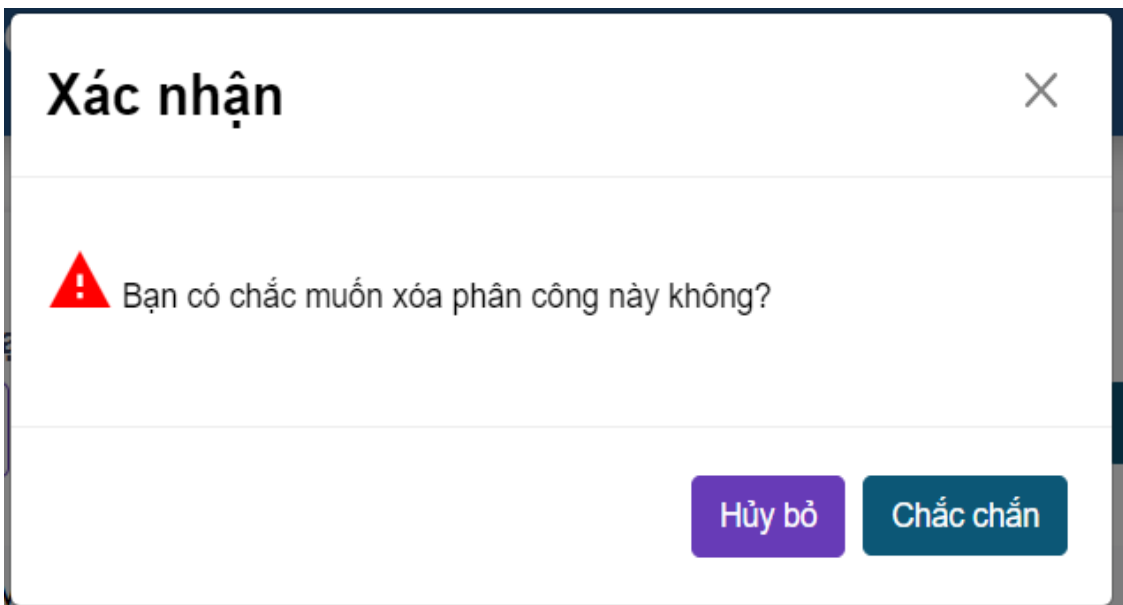 Xác nhận
Bạn có chắc muốn xóa phân công này không?
Hủy bỏ
Chắc chắn